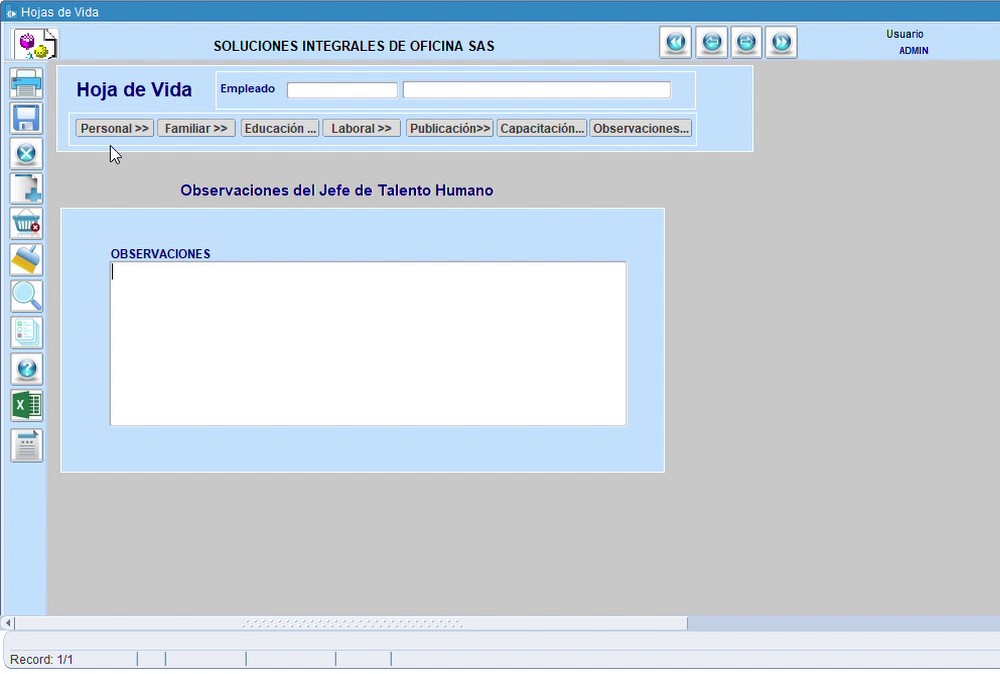 Hojas de Vida
SOLUCIONES INTEGRALES DE OFICINA SAS
Usuario
ADMIN
Hoja de Vida
Empleado
Personal >> Familiar >> Educación ... Laboral >> Publicación>> Capacitación... Observaciones...
Observaciones del Jefe de Talento Humano
OBSERVACIONES
Record: 1/1